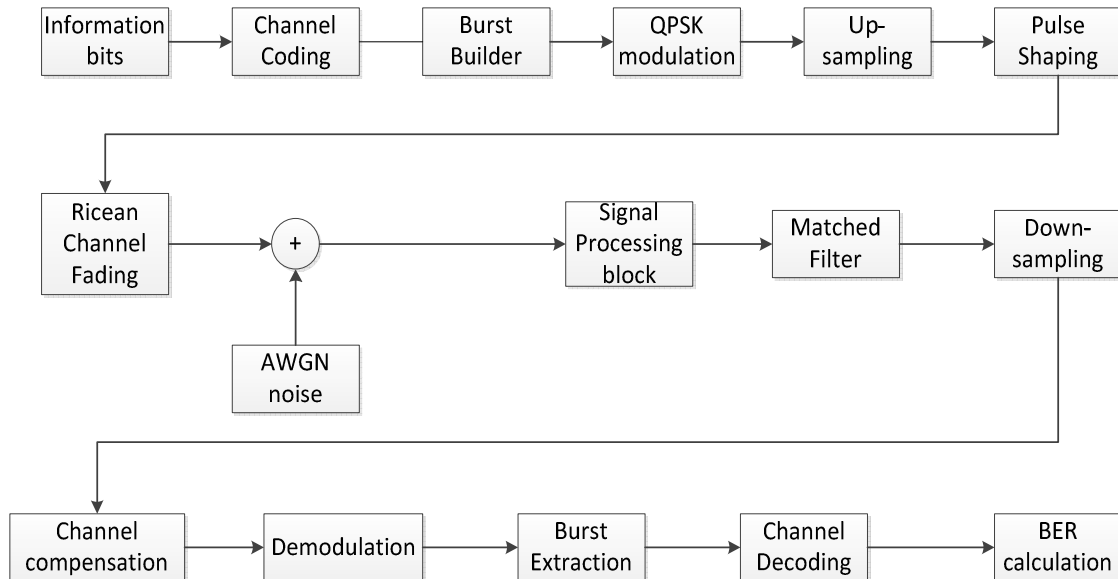 Information
bits
Channel
Coding
Burst
Builder
QPSK
modulation
Up-
sampling
Pulse
Shaping
Ricean
Channel
Fading
+
Signal
Processing
block
Matched
Filter
Down-
sampling
AWGN
noise
Channel
compensation
Demodulation
Burst
Extraction
Channel
Decoding
BER
calculation